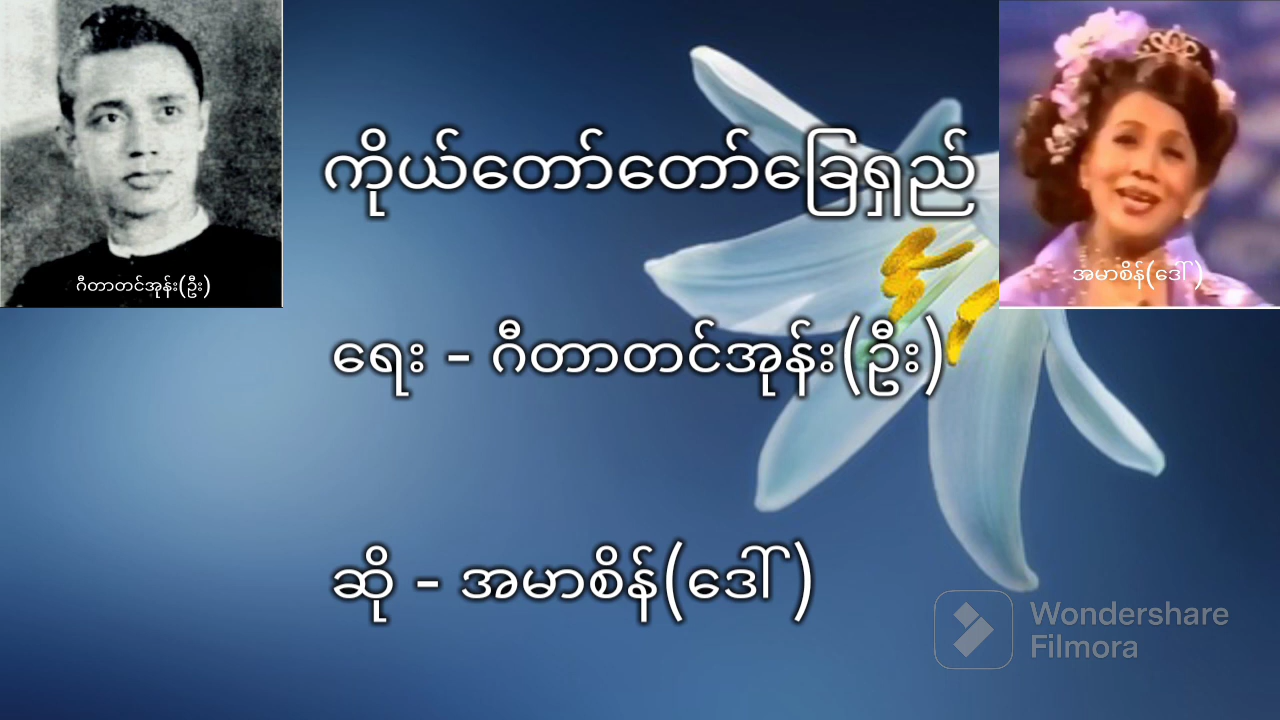 ကိုယ်တော်တော်ခြေရှည်
ဂီတာတင်အုန်း(ဦး)
အမာစိန်(ဒေါ်)
ရေး - ဂီတာတင်အုန်း(ဦး)
ဆို - အမာစိန်(ဒေါ်)
Wondershare
Filmora